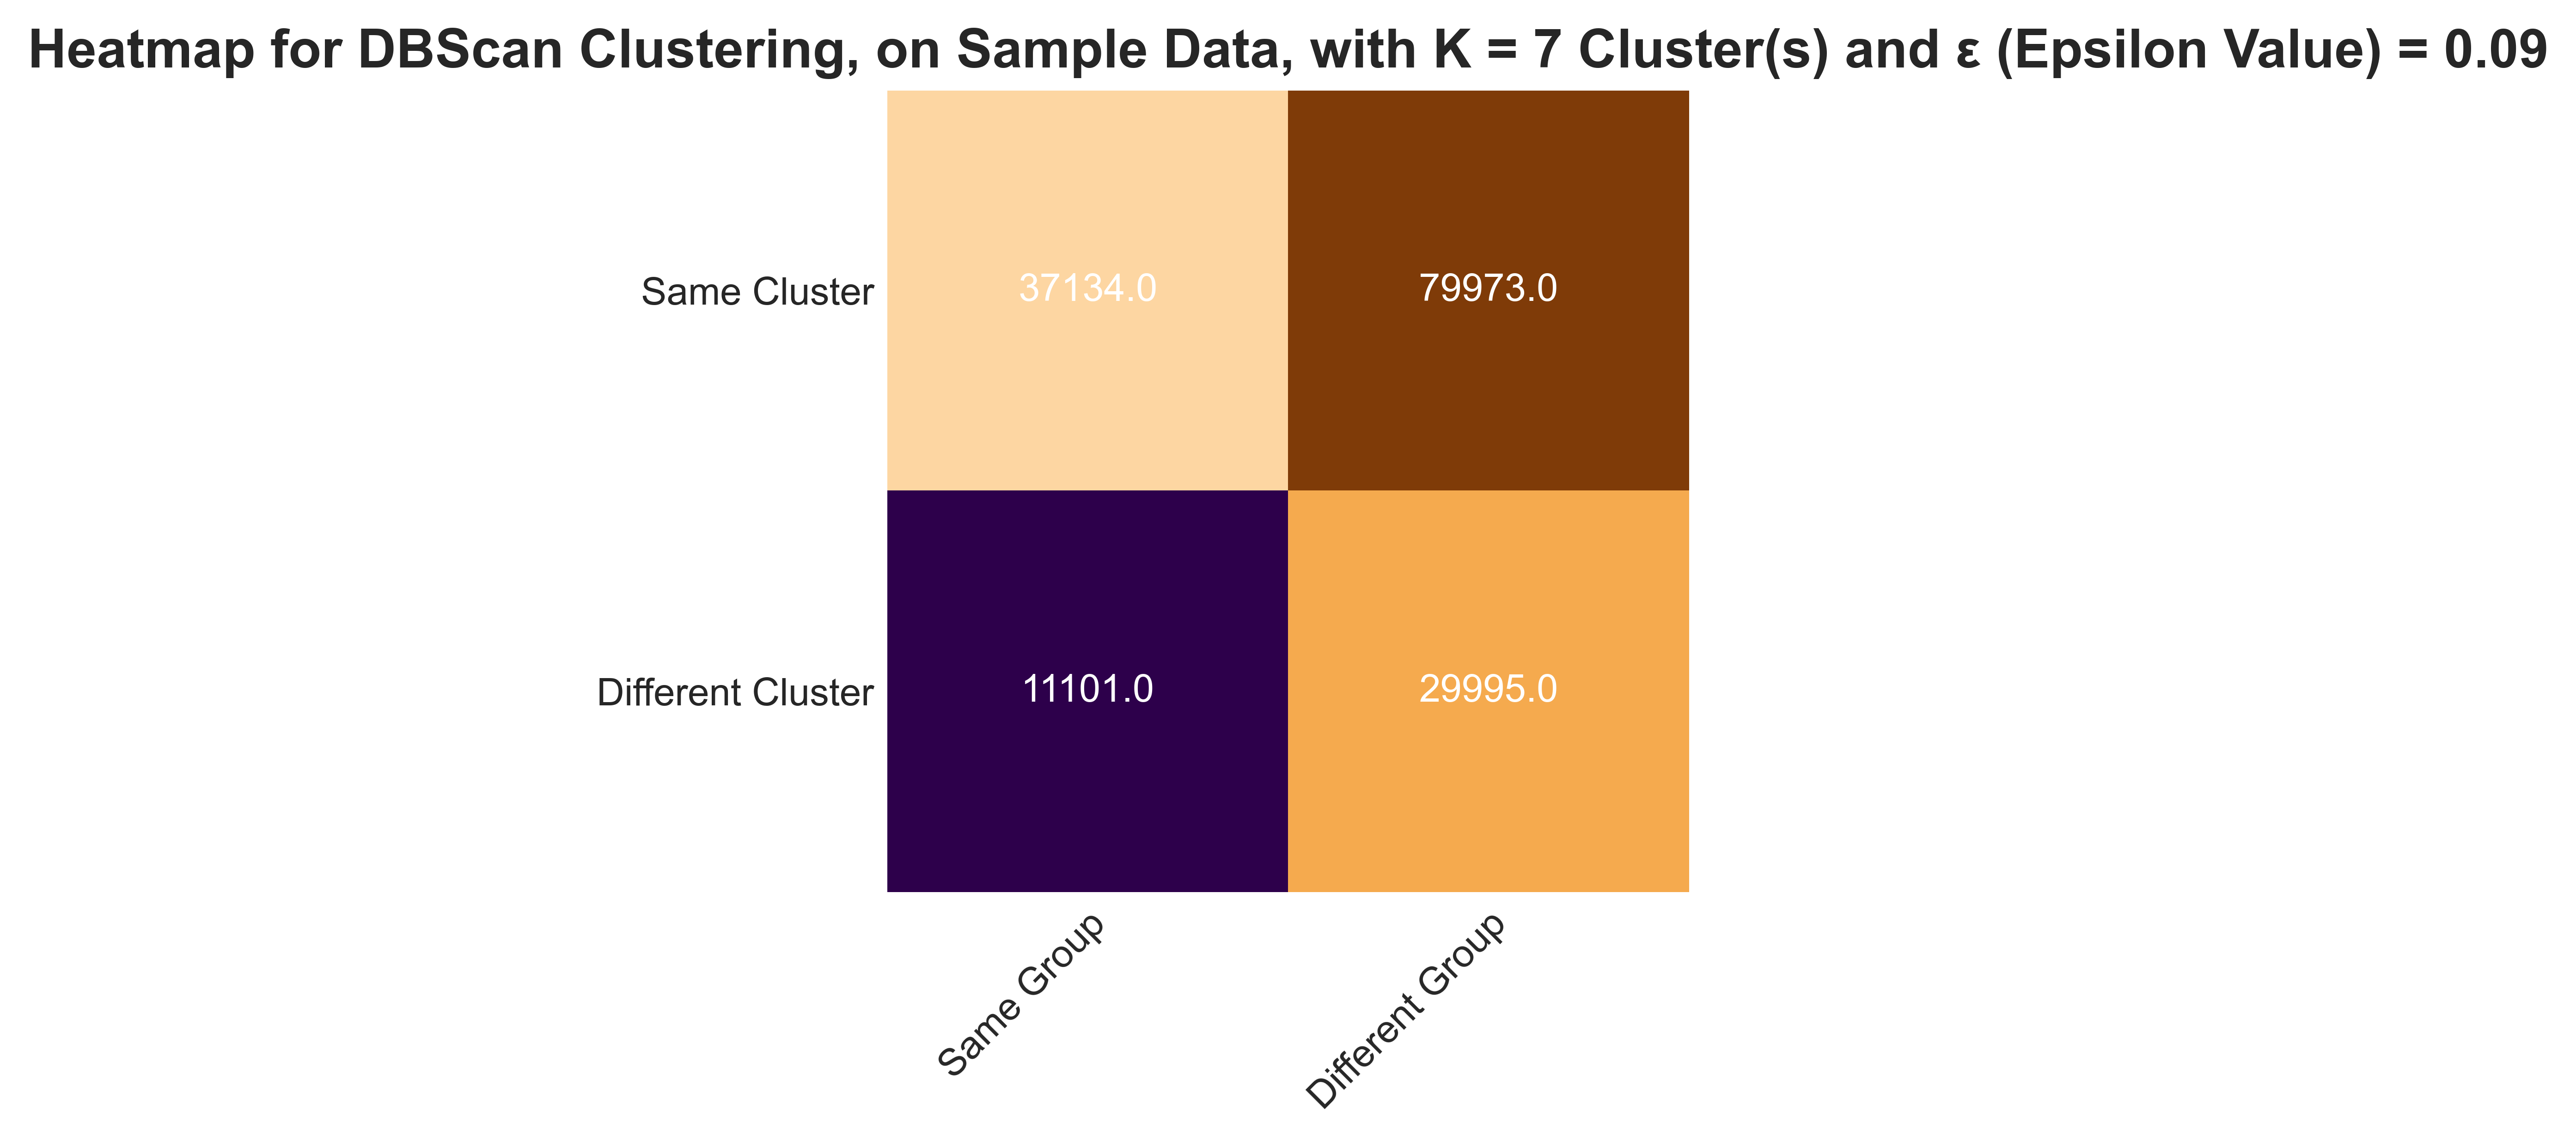 Heatmap for DBScan Clustering, on Sample Data, with K = 7 Cluster(s) and ε (Epsilon Value) = 0.09
Same Cluster
37134.0
79973.0
Different Cluster
11101.0
29995.0
Same Group
Different Group